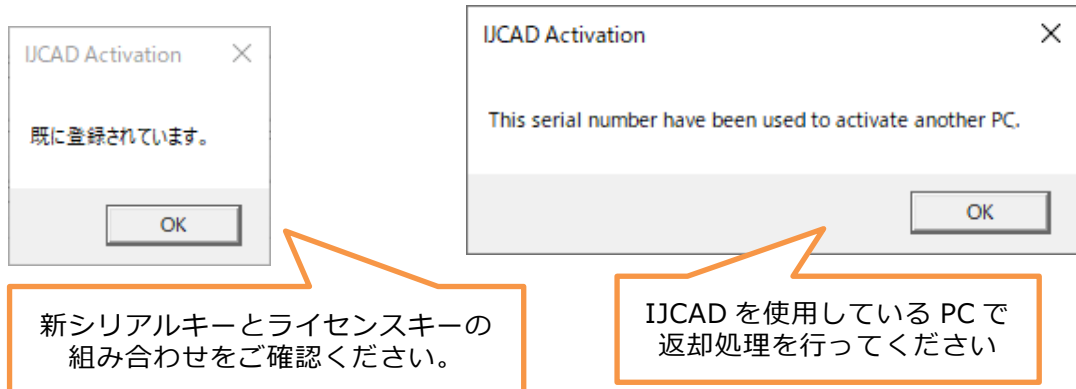 IJCAD Activation
既に登録されています。
OK
新シリアルキーとライセンスキーの
組み合わせをご確認ください。
IJCAD Activation
This serial number have been used to activate another PC.
OK
IJCAD を使用している PC で
返却処理を行ってください